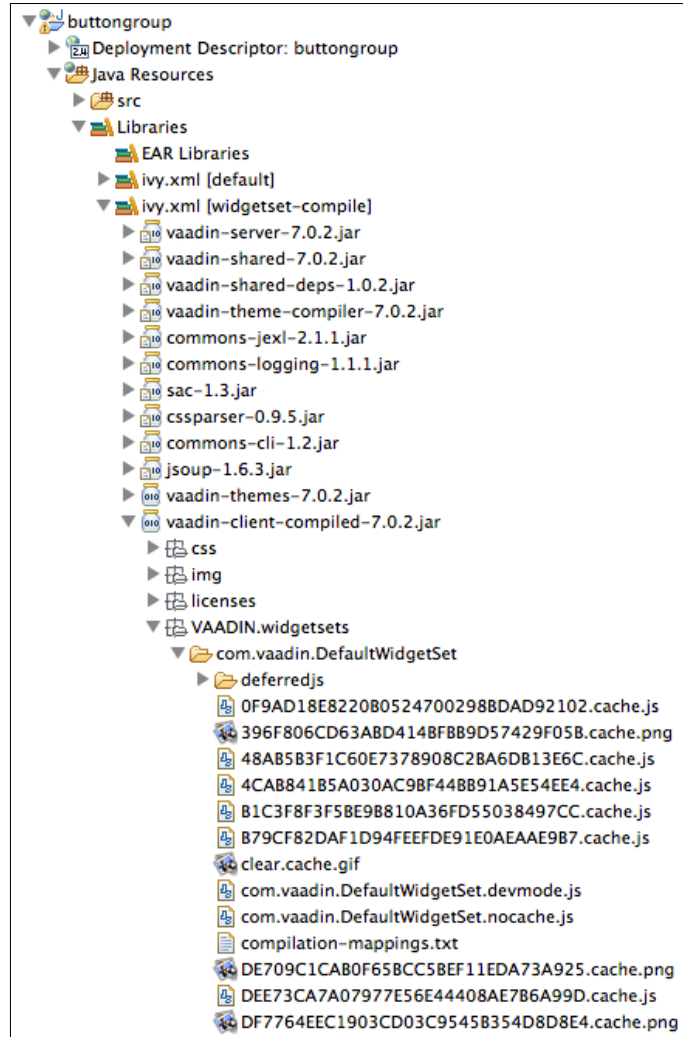 buttongroup
Deployment Descriptor: buttongroup
Java Resources
src
Libraries
EAR Libraries
ivy.xml [default]
ivy.xml [widgetset-compile]
vaadin-server-7.0.2.jar
vaadin-shared-7.0.2.jar
vaadin-shared-deps-1.0.2.jar
vaadin-theme-compiler-7.0.2.jar
commons-jexl-2.1.1.jar
commons-logging-1.1.1.jar
sac-1.3.jar
cssparser-0.9.5.jar
commons-cli-1.2.jar
jsoup-1.6.3.jar
vaadin-themes-7.0.2.jar
vaadin-client-compiled-7.0.2.jar
css
img
licenses
VAADIN.widgetsets
com.vaadin.DefaultWidgetSet
deferredjs
0F9AD18E8220B0524700298BDAD92102.cache.js
396F806CD63ABD414BFBB9D57429F05B.cache.png
48AB5B3F1C60E7378908C2BA6DB13E6C.cache.js
4CAB841B5A030AC9BF44BB91A5E54EE4.cache.js
B1C3F8F3F5BE9B810A36FD55038497CC.cache.js
B79CF82DAF1D94FEEFDE91E0AEAAE9B7.cache.js
clear.cache.gif
com.vaadin.DefaultWidgetSet.devmode.js
com.vaadin.DefaultWidgetSet.nocache.js
compilation-mappings.txt
DE709C1CAB0F65BCC5BEF11EDA73A925.cache.png
DEE73CA7A07977E56E44408AE7B6A99D.cache.js
DF7764EEC1903CD03C9545B354D8D8E4.cache.png